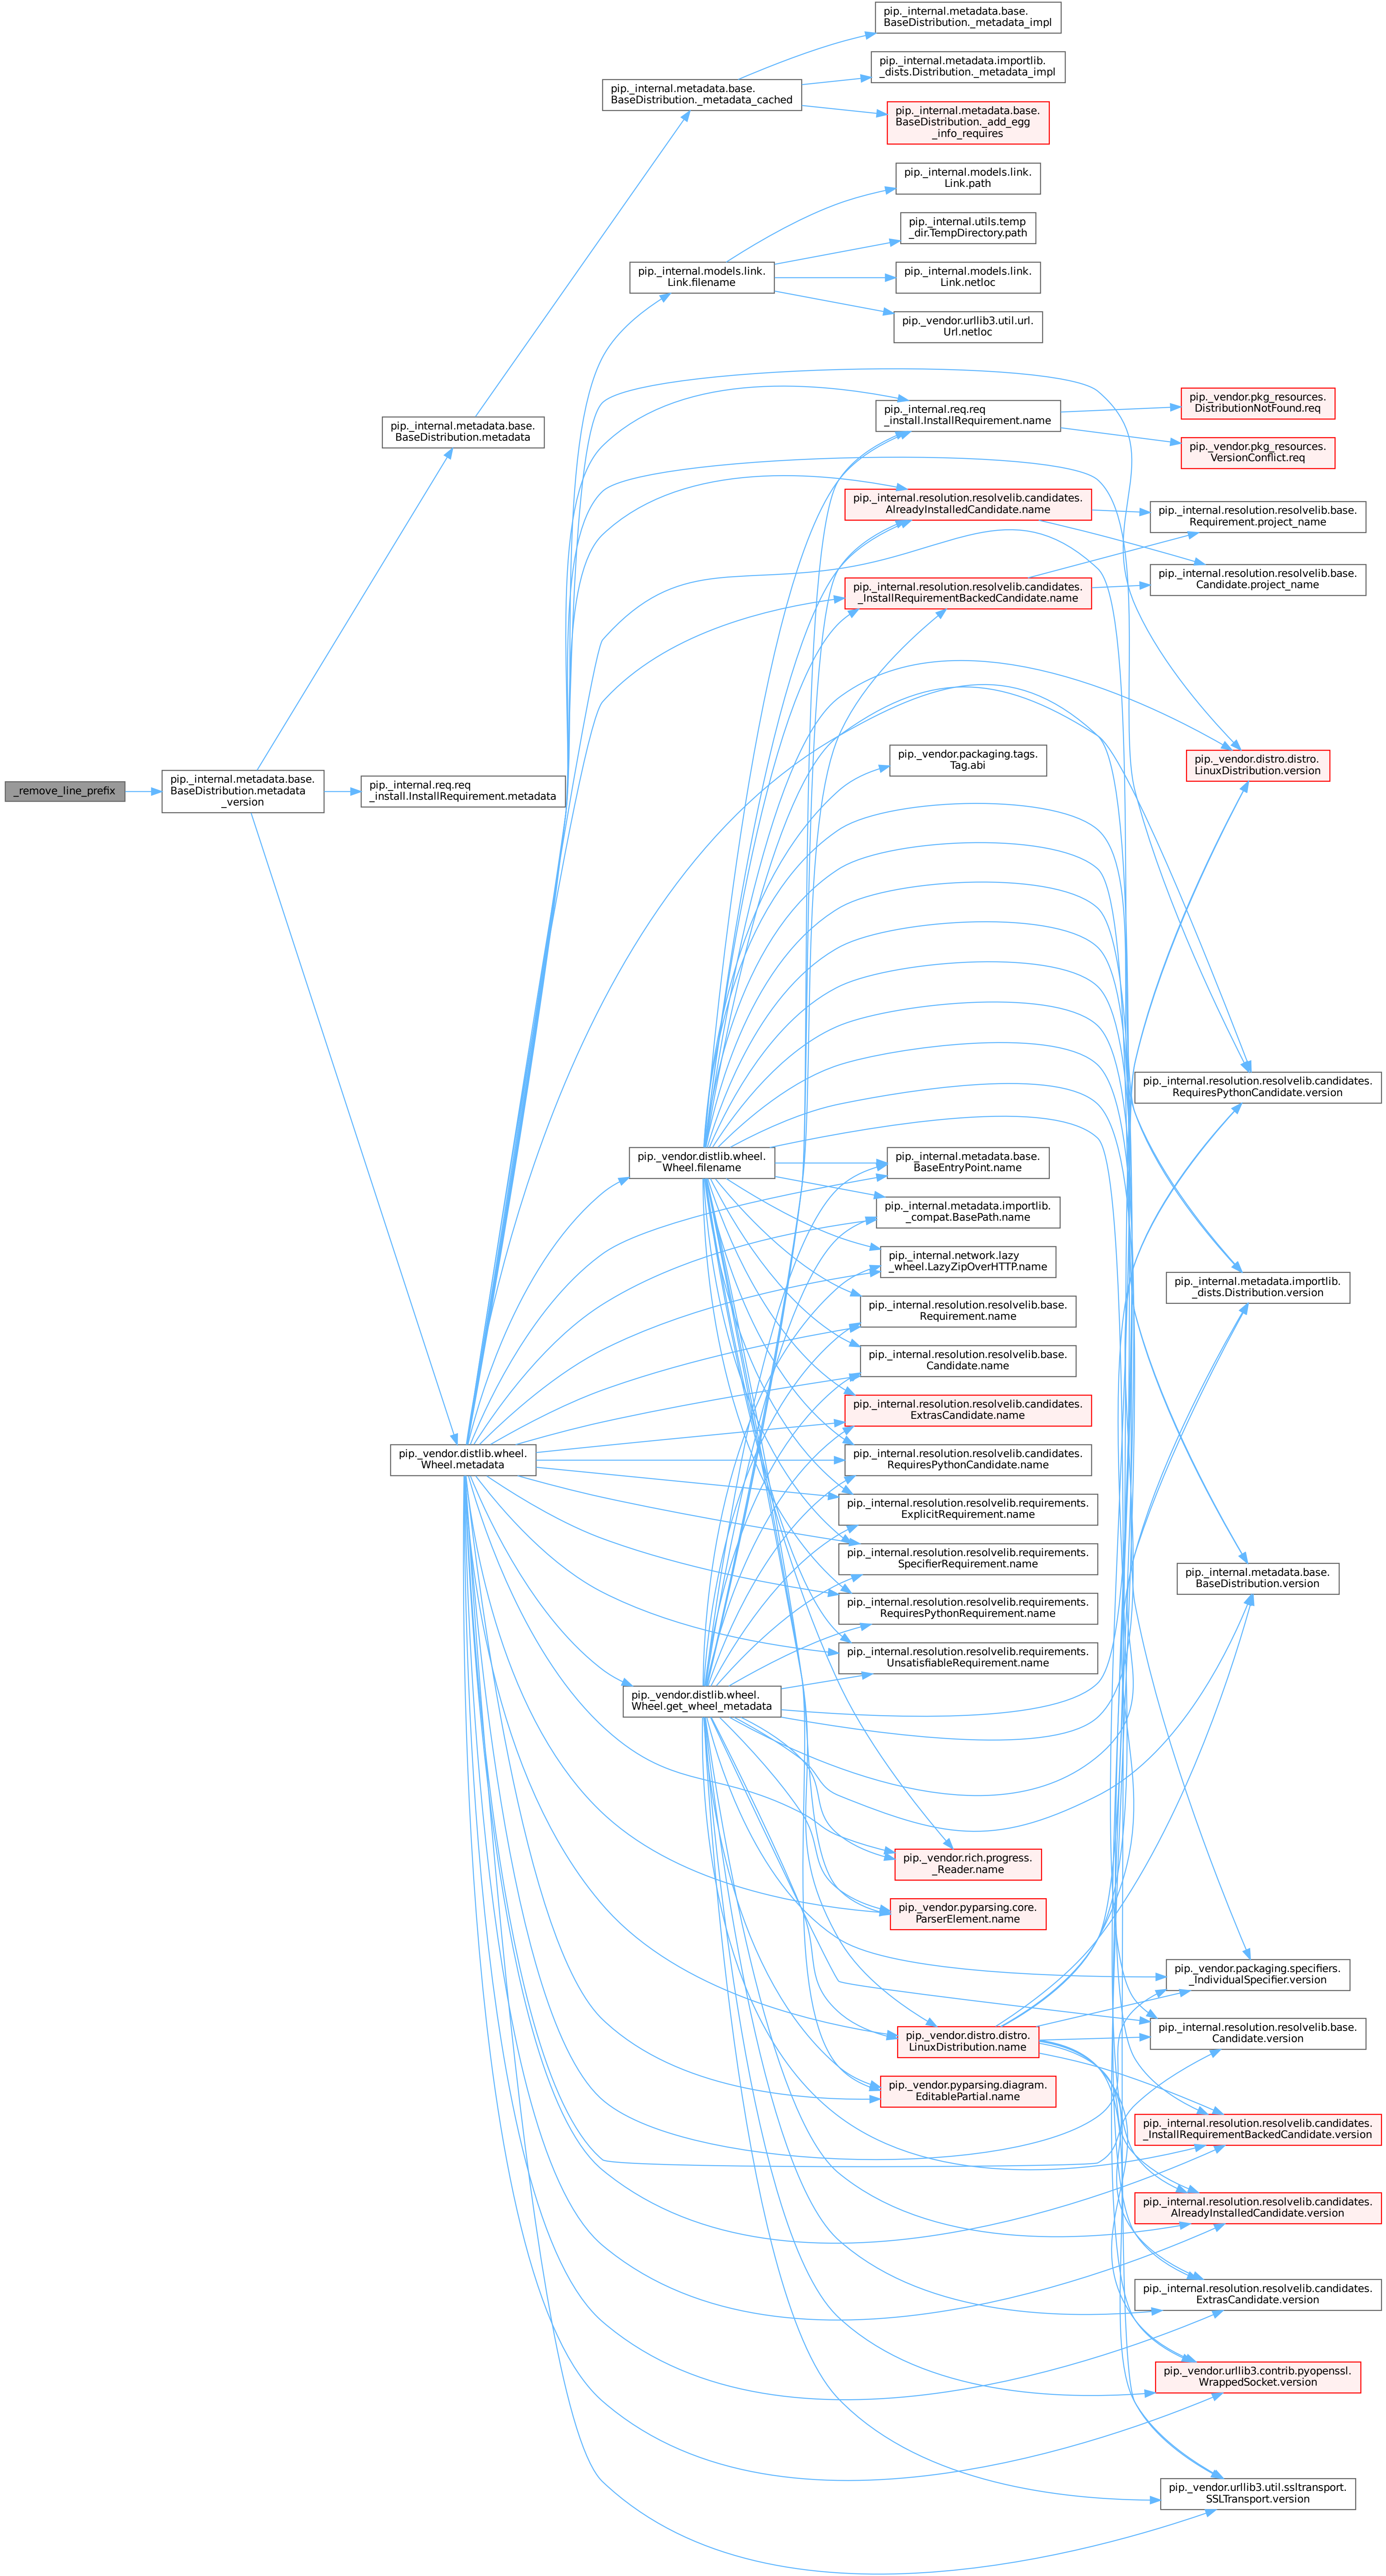 pip._internal.metadata.base.
BaseDistribution._metadata_impl
pip._internal.metadata.importlib.
_dists.Distribution._metadata_impl
pip._internal.metadata.base.
BaseDistribution._metadata_cached
pip._internal.metadata.base.
BaseDistribution._add_egg
_info_requires
pip._internal.models.link.
Link.path
pip._internal.utils.temp
_dir.TempDirectory.path
pip._internal.models.link.
Link.filename
pip._internal.models.link.
Link.netloc
pip._vendor.urllib3.util.url.
Url.netloc
pip._internal.metadata.base.
BaseDistribution.metadata
pip._internal.req.req
_install.InstallRequirement.name
pip._vendor.pkg_resources.
DistributionNotFound.req
pip._vendor.pkg_resources.
VersionConflict.req
pip._internal.resolution.resolvelib.candidates.
AlreadyInstalledCandidate.name
pip._internal.resolution.resolvelib.base.
Requirement.project_name
pip._internal.resolution.resolvelib.candidates.
_InstallRequirementBackedCandidate.name
pip._internal.resolution.resolvelib.base.
Candidate.project_name
pip._vendor.packaging.tags.
Tag.abi
pip._vendor.distro.distro.
LinuxDistribution.version
_remove_line_prefix
pip._internal.metadata.base.
BaseDistribution.metadata
_version
pip._internal.req.req
_install.InstallRequirement.metadata
pip._internal.resolution.resolvelib.candidates.
RequiresPythonCandidate.version
pip._vendor.distlib.wheel.
Wheel.filename
pip._internal.metadata.base.
BaseEntryPoint.name
pip._internal.metadata.importlib.
_compat.BasePath.name
pip._internal.network.lazy
_wheel.LazyZipOverHTTP.name
pip._internal.metadata.importlib.
_dists.Distribution.version
pip._internal.resolution.resolvelib.base.
Requirement.name
pip._internal.resolution.resolvelib.base.
Candidate.name
pip._internal.resolution.resolvelib.candidates.
ExtrasCandidate.name
pip._vendor.distlib.wheel.
Wheel.metadata
pip._internal.resolution.resolvelib.candidates.
RequiresPythonCandidate.name
pip._internal.resolution.resolvelib.requirements.
ExplicitRequirement.name
pip._internal.resolution.resolvelib.requirements.
SpecifierRequirement.name
pip._internal.metadata.base.
BaseDistribution.version
pip._internal.resolution.resolvelib.requirements.
RequiresPythonRequirement.name
pip._internal.resolution.resolvelib.requirements.
UnsatisfiableRequirement.name
pip._vendor.distlib.wheel.
Wheel.get_wheel_metadata
pip._vendor.rich.progress.
_Reader.name
pip._vendor.pyparsing.core.
ParserElement.name
pip._vendor.packaging.specifiers.
_IndividualSpecifier.version
pip._vendor.distro.distro.
LinuxDistribution.name
pip._internal.resolution.resolvelib.base.
Candidate.version
pip._vendor.pyparsing.diagram.
EditablePartial.name
pip._internal.resolution.resolvelib.candidates.
_InstallRequirementBackedCandidate.version
pip._internal.resolution.resolvelib.candidates.
AlreadyInstalledCandidate.version
pip._internal.resolution.resolvelib.candidates.
ExtrasCandidate.version
pip._vendor.urllib3.contrib.pyopenssl.
WrappedSocket.version
pip._vendor.urllib3.util.ssltransport.
SSLTransport.version